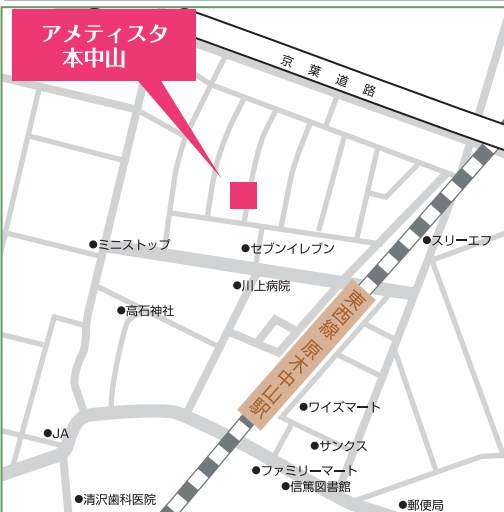 アメティスタ
本中山
京葉道路
●ミニストップ
●セブンイレブン
●スリーエフ
●川上病院
●高石神社
東西線 原木中山駅
●ワイズマート
●JA
●サンクス
●ファミリーマート
●信篤図書館
●清沢歯科医院
●郵便局